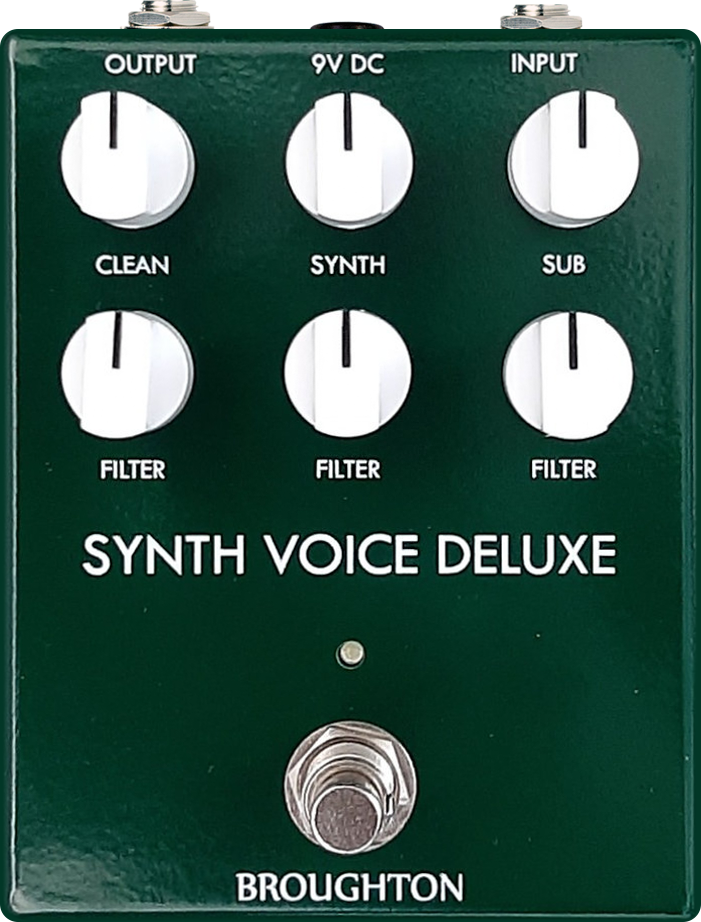 OUTPUT 9V DC INPUT
CLEAN SYNTH SUB
FILTER FILTER FILTER
SYNTH VOICE DELUXE
BROUGHTON